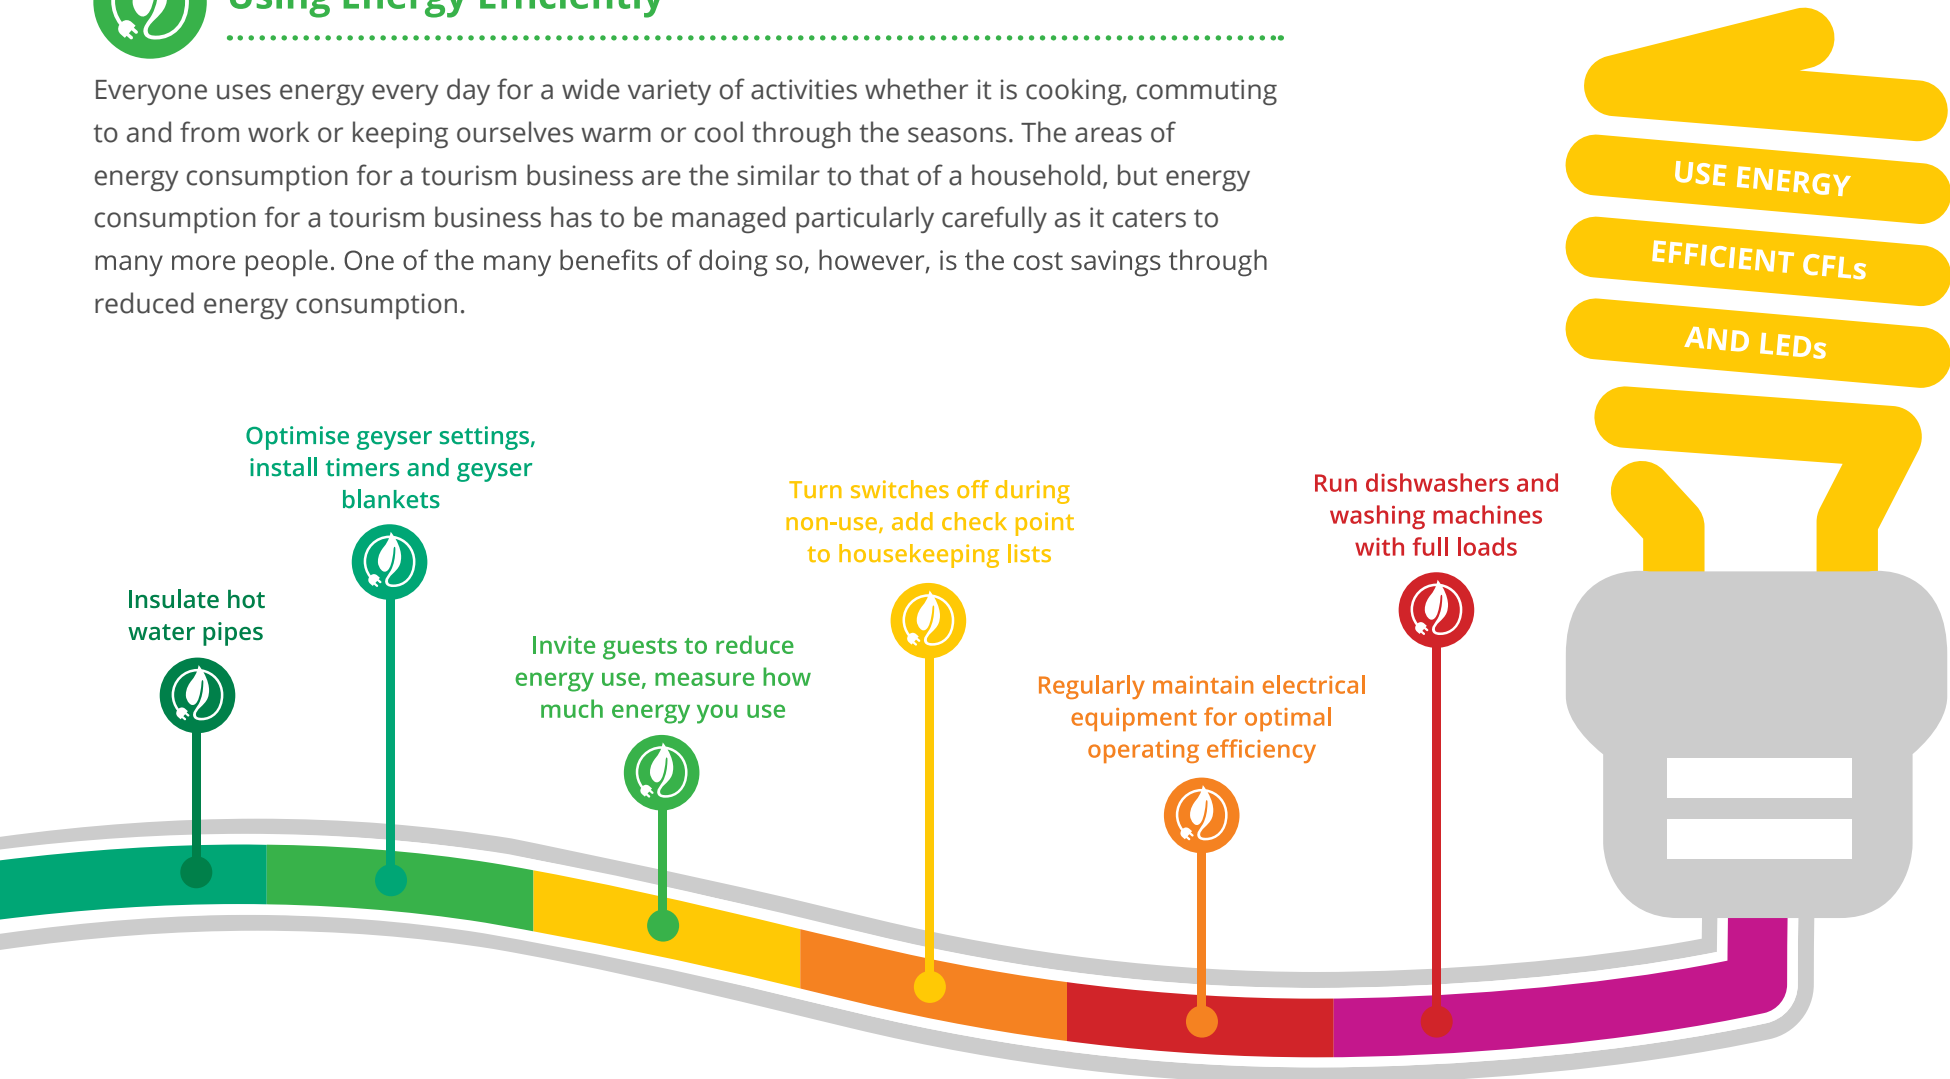 Using Energy Efficiently
Everyone uses energy every day for a wide variety of activities whether it is cooking, commuting
to and from work or keeping ourselves warm or cool through the seasons. The areas of
energy consumption for a tourism business are the similar to that of a household, but energy
consumption for a tourism business has to be managed particularly carefully as it caters to
many more people. One of the many benefits of doing so, however, is the cost savings through
reduced energy consumption.
USE ENERGY
EFFICIENT CFLs
AND LEDs
Insulate hot
water pipes
Optimise geyser settings,
install timers and geyser
blankets
Invite guests to reduce
energy use, measure how
much energy you use
Turn switches off during
non-use, add check point
to housekeeping lists
Regularly maintain electrical
equipment for optimal
operating efficiency
Run dishwashers and
washing machines
with full loads